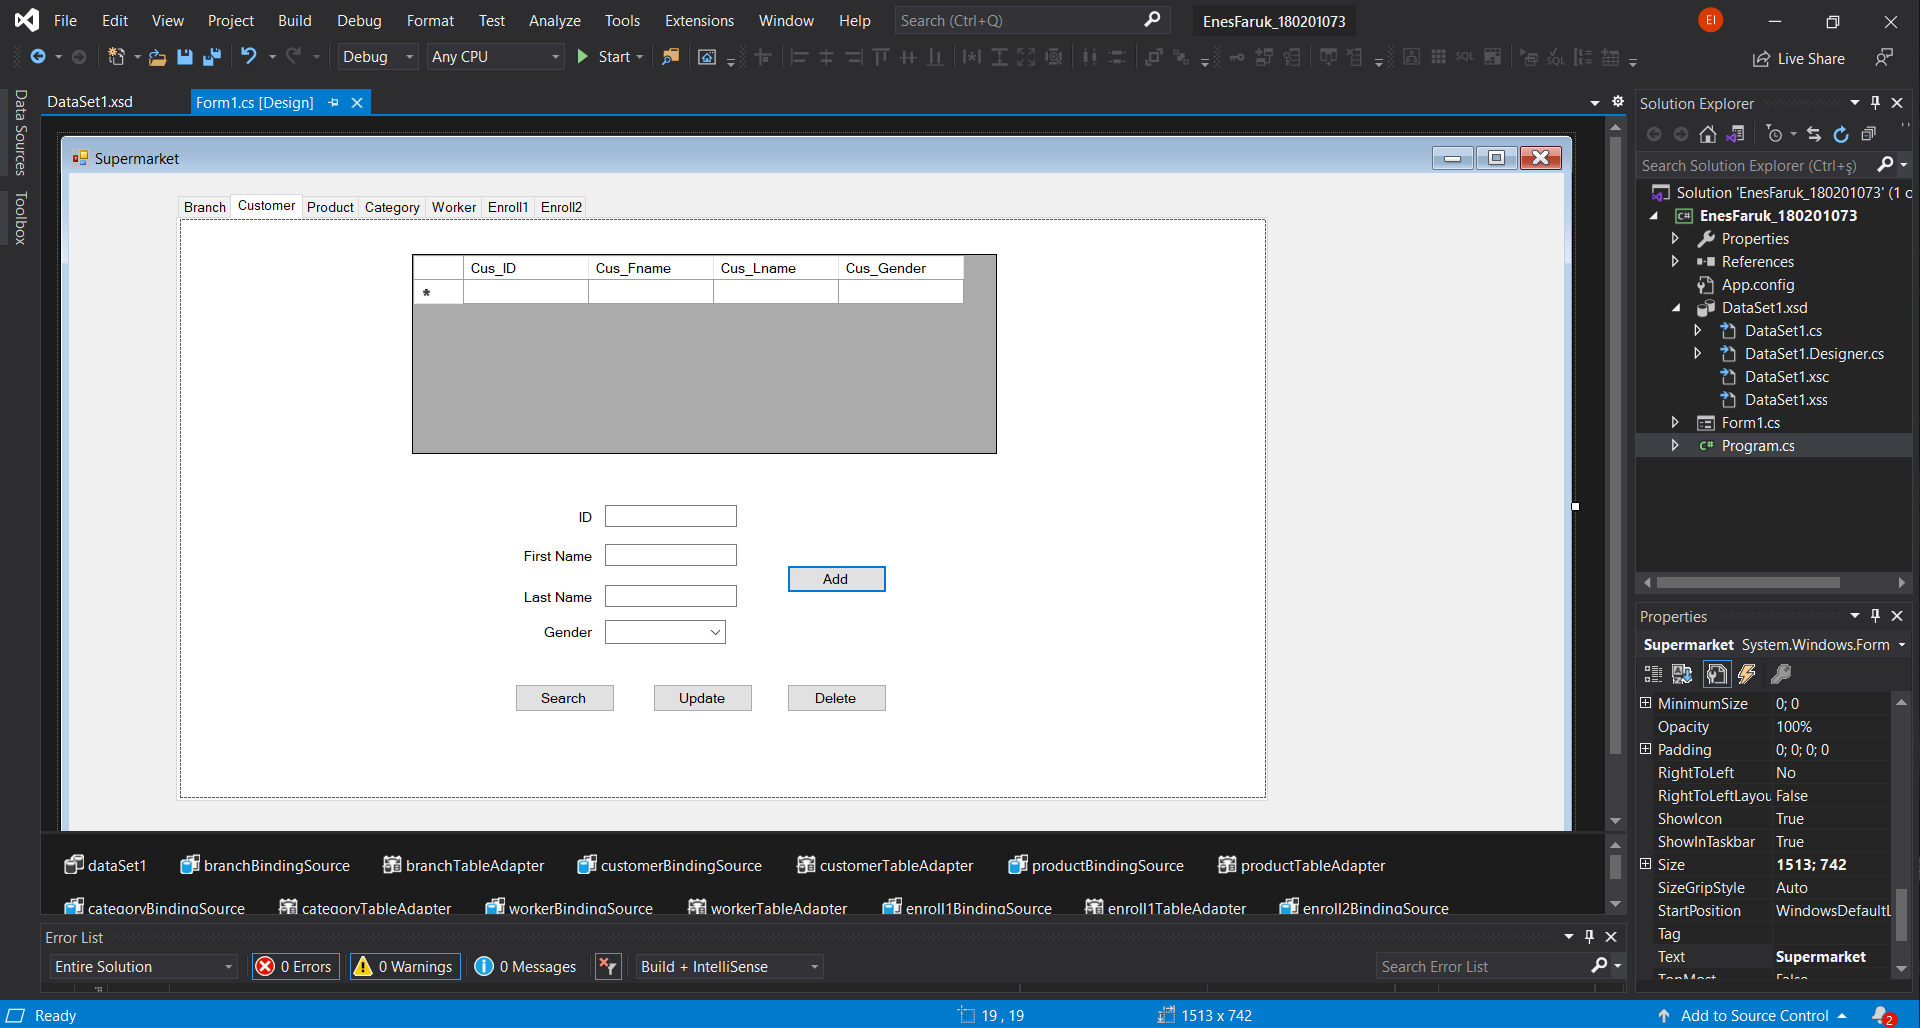 File Edit View Project Build Debug Format Test Analyze Tools Extensions Window Help Search (Ctrl+Q) EnesFaruk_180201073 EI
Debug Any CPU Start SQL SQL Live Share
Data Sources
Toolbox
DataSet1.xsd Form1.cs [Design]
Supermarket
Branch Customer Product Category Worker Enroll1 Enroll2
Cus_ID Cus_Fname Cus_Lname Cus_Gender
*
ID
First Name
Add
Last Name
Gender
Search Update Delete
dataSet1 branchBindingSource branchTableAdapter customerBindingSource customerTableAdapter productBindingSource productTableAdapter
categoryBindingSource categoryTableAdapter workerBindingSource workerTableAdapter enroll1BindingSource enroll1TableAdapter enroll2BindingSource
Error List
Entire Solution 0 Errors 0 Warnings 0 Messages Build + IntelliSense Search Error List
Solution Explorer
Search Solution Explorer (Ctrl+ş)
Solution 'EnesFaruk_180201073' (1 o
C# EnesFaruk_180201073
Properties
References
App.config
DataSet1.xsd
DataSet1.cs
DataSet1.Designer.cs
DataSet1.xsc
DataSet1.xss
Form1.cs
C# Program.cs
Properties
Supermarket System.Windows.Form
MinimumSize 0; 0
Opacity 100%
Padding 0; 0; 0; 0
RightToLeft No
RightToLeftLayou False
ShowIcon True
ShowInTaskbar True
Size 1513; 742
SizeGripStyle Auto
StartPosition WindowsDefaultL
Tag
Text Supermarket
TopMost False
Ready 19 , 19 1513 x 742 Add to Source Control 2